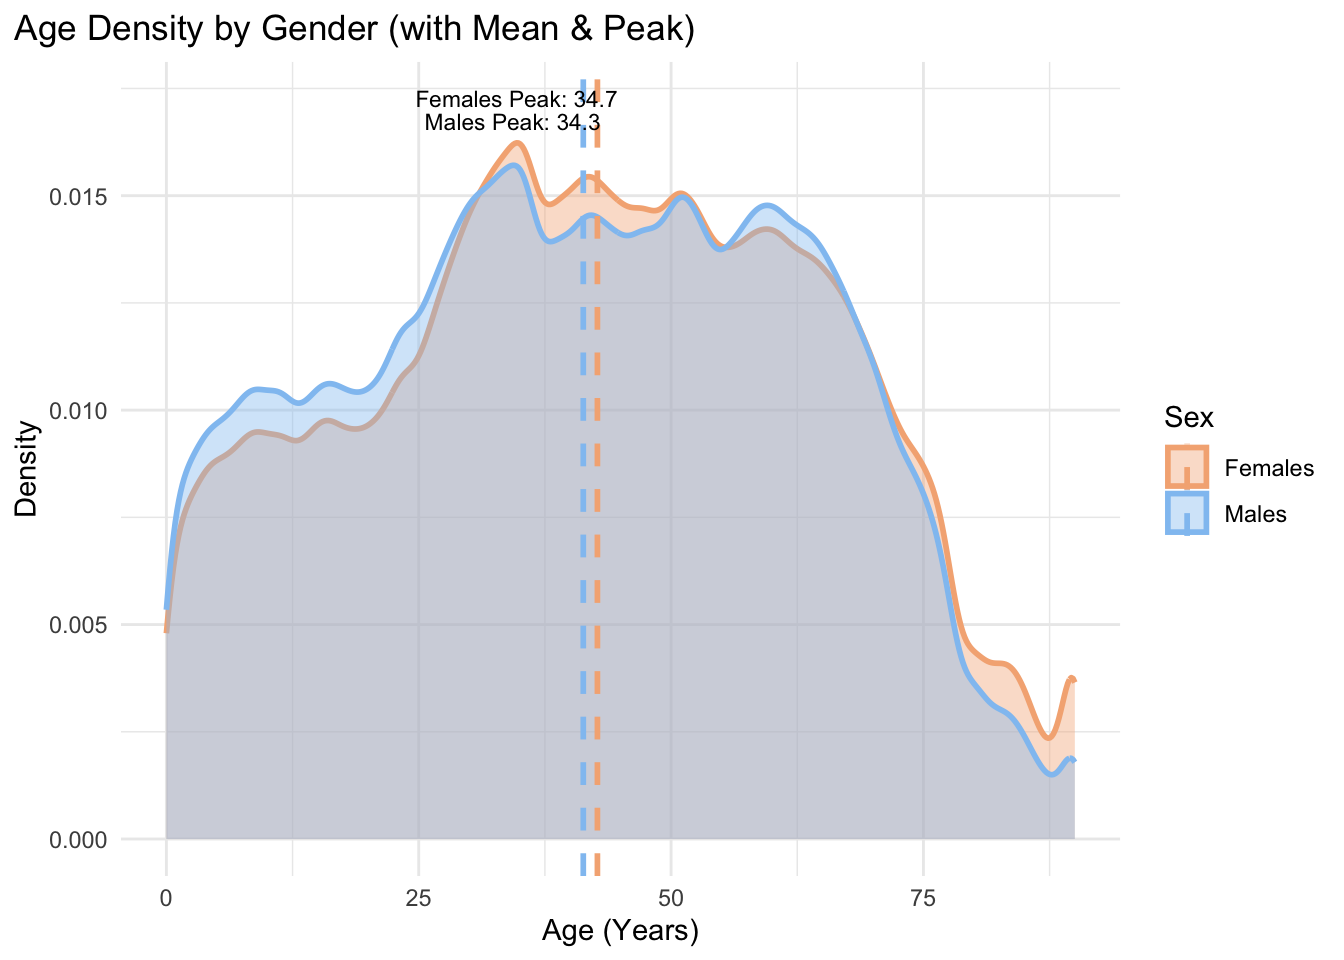 Age Density by Gender (with Mean & Peak)
Females Peak: 34.7
Males Peak: 34.3
0.015
0.010
0.005
0.000
Density
0
25
50
75
Age (Years)
Sex
Females
Males